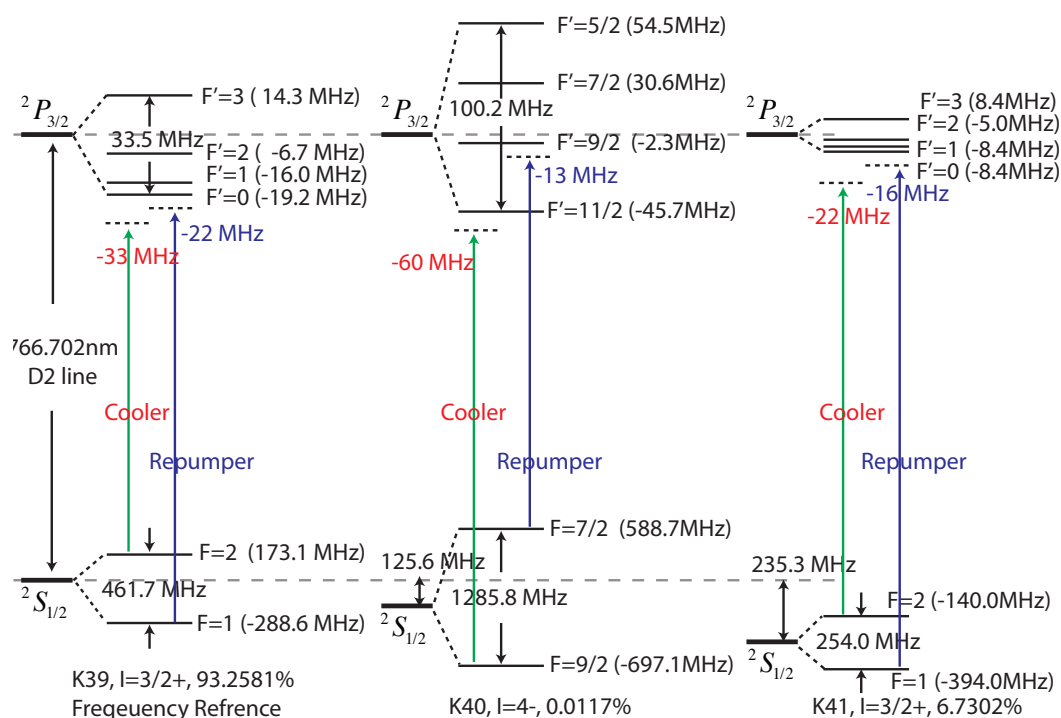 F'=5/2 (54.5MHz)
F'=7/2 (30.6 MHz)
100.2 MHz
F'=9/2 (-2.3MHz)
-13 MHz
F'=11/2 (-45.7MHz)
-60 MHz
²P₃/₂
F'=3 ( 14.3 MHz)
33.5 MHz
F'=2 ( -6.7 MHz)
F'=1 (-16.0 MHz)
F'=0 (-19.2 MHz)
-22 MHz
-33 MHz
²P₃/₂
²P₃/₂
F'=3 (8.4MHz)
F'=2 (-5.0MHz)
F'=1 (-8.4MHz)
F'=0 (-8.4MHz)
-16 MHz
-22 MHz
766.702nm
D2 line
Cooler
Repumper
Cooler
Repumper
Cooler
Repumper
F=2 (173.1 MHz)
461.7 MHz
²S₁/₂
F=1 (-288.6 MHz)
F=7/2 (588.7MHz)
125.6 MHz
1285.8 MHz
²S₁/₂
F=9/2 (-697.1MHz)
235.3 MHz
F=2 (-140.0MHz)
254.0 MHz
²S₁/₂
F=1 (-394.0MHz)
K39, I=3/2+, 93.2581%
Freqeuency Refrence
K40, I=4-, 0.0117%
K41, I=3/2+, 6.7302%